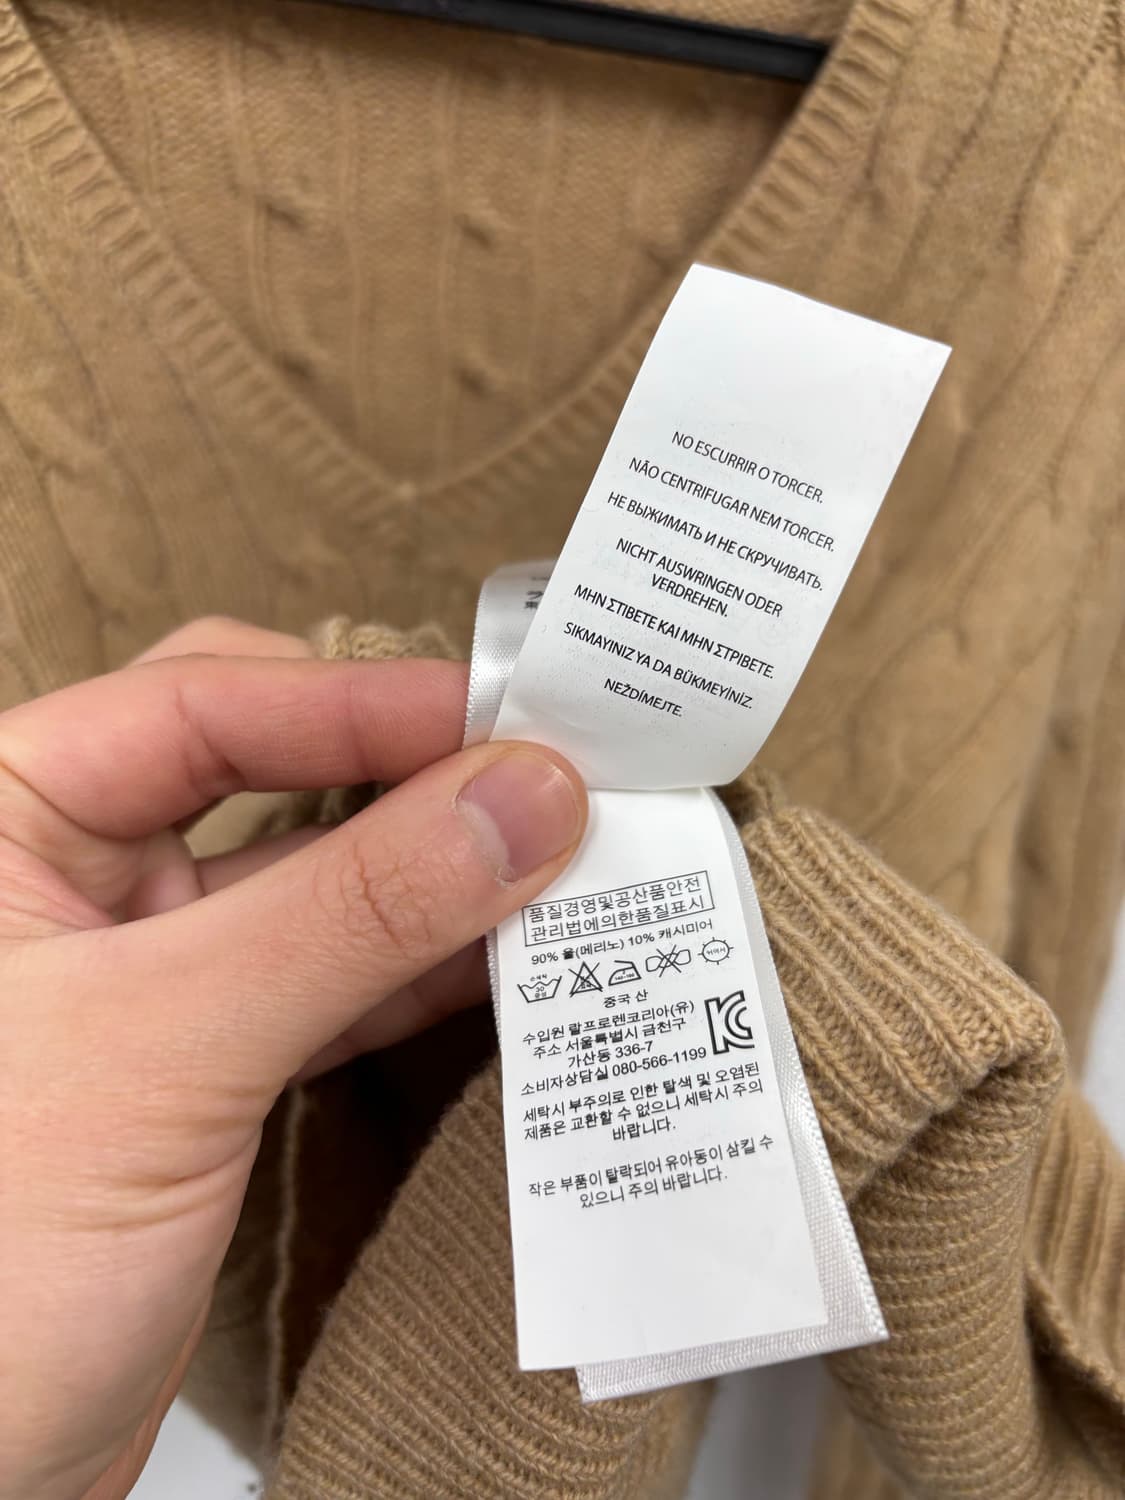 NO ESCURRIR O TORCER.
NÃO CENTRIFUGAR NEM TORCER.
НЕ ВЫЖИМАТЬ И НЕ СКРУЧИВАТЬ.
NICHT AUSWRINGEN ODER
VERDREHEN.
ΜΗΝ ΣΤΙΒΕΤΕ ΚΑΙ ΜΗΝ ΣΤΡΙΒΕΤΕ.
SIKMAYINIZ YA DA BÜKMEYİNİZ.
NEŽDÍMEJTE.
품질경영및공산품안전
관리법에의한품질표시
90% 울(메리노) 10% 캐시미어
손세탁
30
중성
중국 산
수입원 랄프로렌코리아(유)
주소 서울특별시 금천구
가산동 336-7
소비자상담실 080-566-1199
세탁시 부주의로 인한 탈색 및 오염된
제품은 교환할 수 없으니 세탁시 주의
바랍니다.
작은 부품이 탈락되어 유아동이 삼킬 수
있으니 주의 바랍니다.